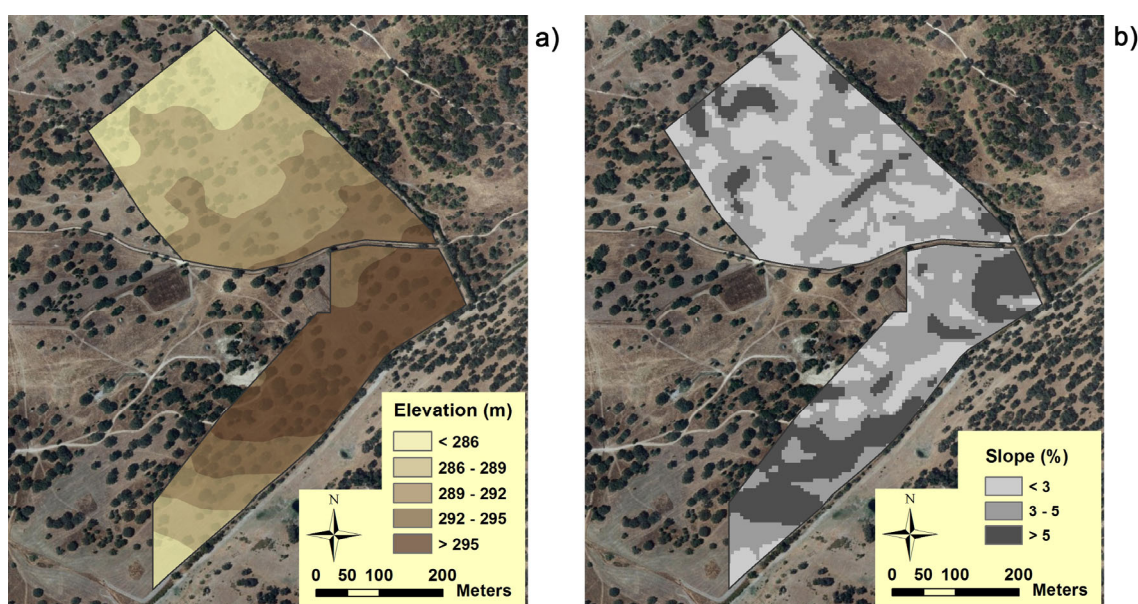 a)
Elevation (m)
< 286
286 - 289
289 - 292
292 - 295
> 295
N
0 50 100 200
Meters
b)
Slope (%)
< 3
3 - 5
> 5
N
0 50 100 200
Meters